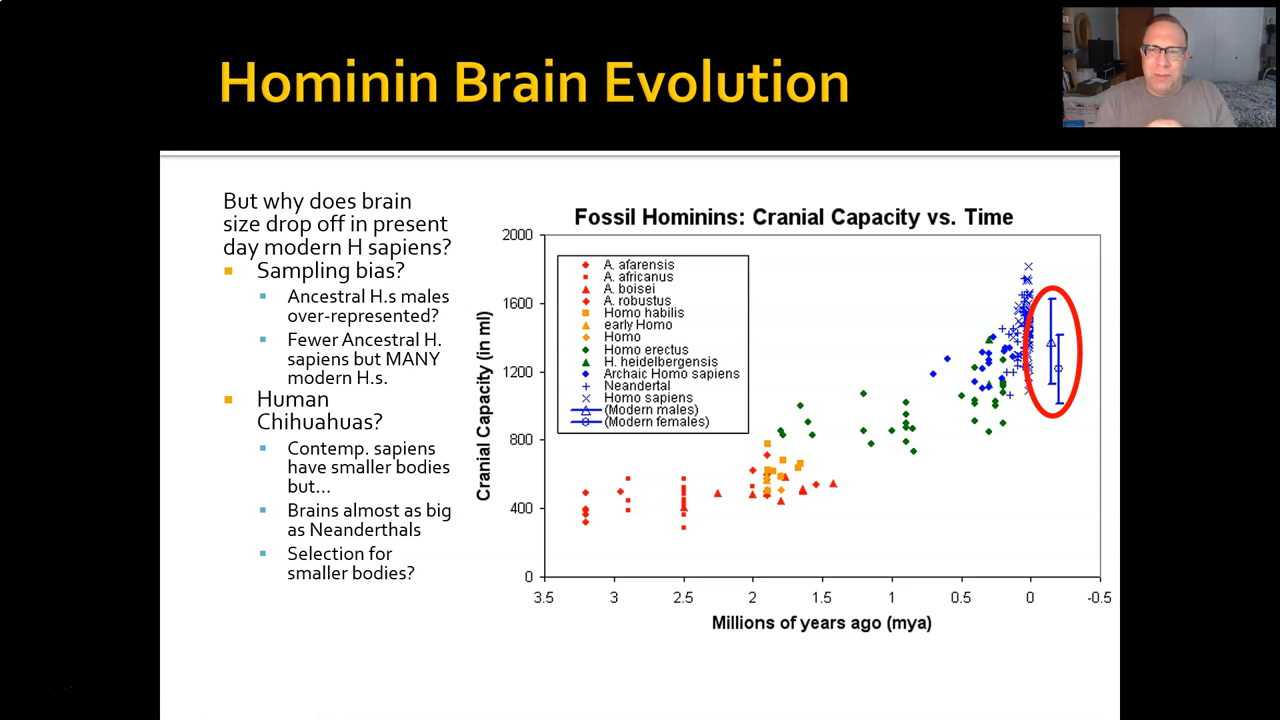 Hominin Brain Evolution
But why does brain
size drop off in present
day modern H sapiens?
Sampling bias?
Ancestral H.s males
over-represented?
Fewer Ancestral H.
sapiens but MANY
modern H.s.
Human
Chihuahuas?
Contemp. sapiens
have smaller bodies
but...
Brains almost as big
as Neanderthals
Selection for
smaller bodies?
Fossil Hominins: Cranial Capacity vs. Time
Cranial Capacity (in ml)
2000
1600
1200
800
400
0
A. afarensis
A. africanus
A. boisei
A. robustus
Homo habilis
early Homo
Homo
Homo erectus
H. heidelbergensis
Archaic Homo sapiens
Neandertal
Homo sapiens
(Modern males)
(Modern females)
3.5 3 2.5 2 1.5 1 0.5 0 -0.5
Millions of years ago (mya)